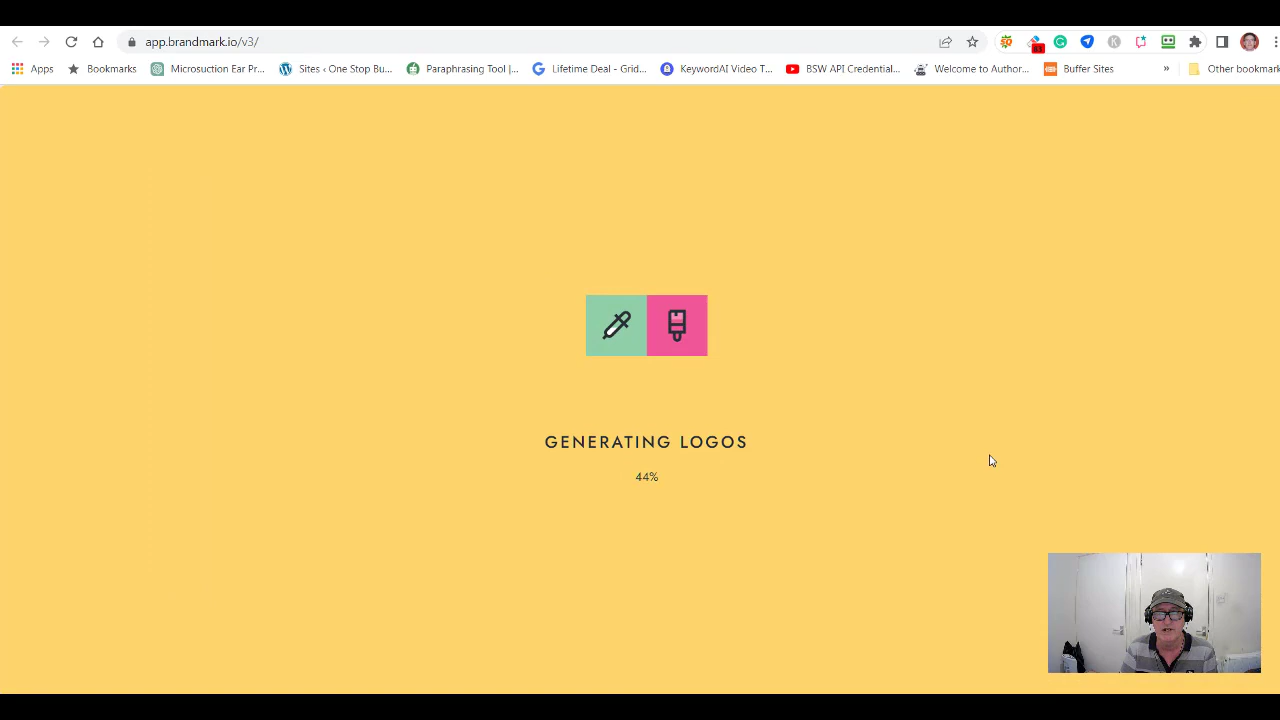 app.brandmark.io/v3/
83
Apps
Bookmarks
Microsuction Ear Pr...
Sites ‹ One Stop Bu...
Paraphrasing Tool |...
Lifetime Deal - Grid...
KeywordAI Video T...
BSW API Credential...
Welcome to Author...
Buffer Sites
»
Other bookmark
GENERATING LOGOS
44%